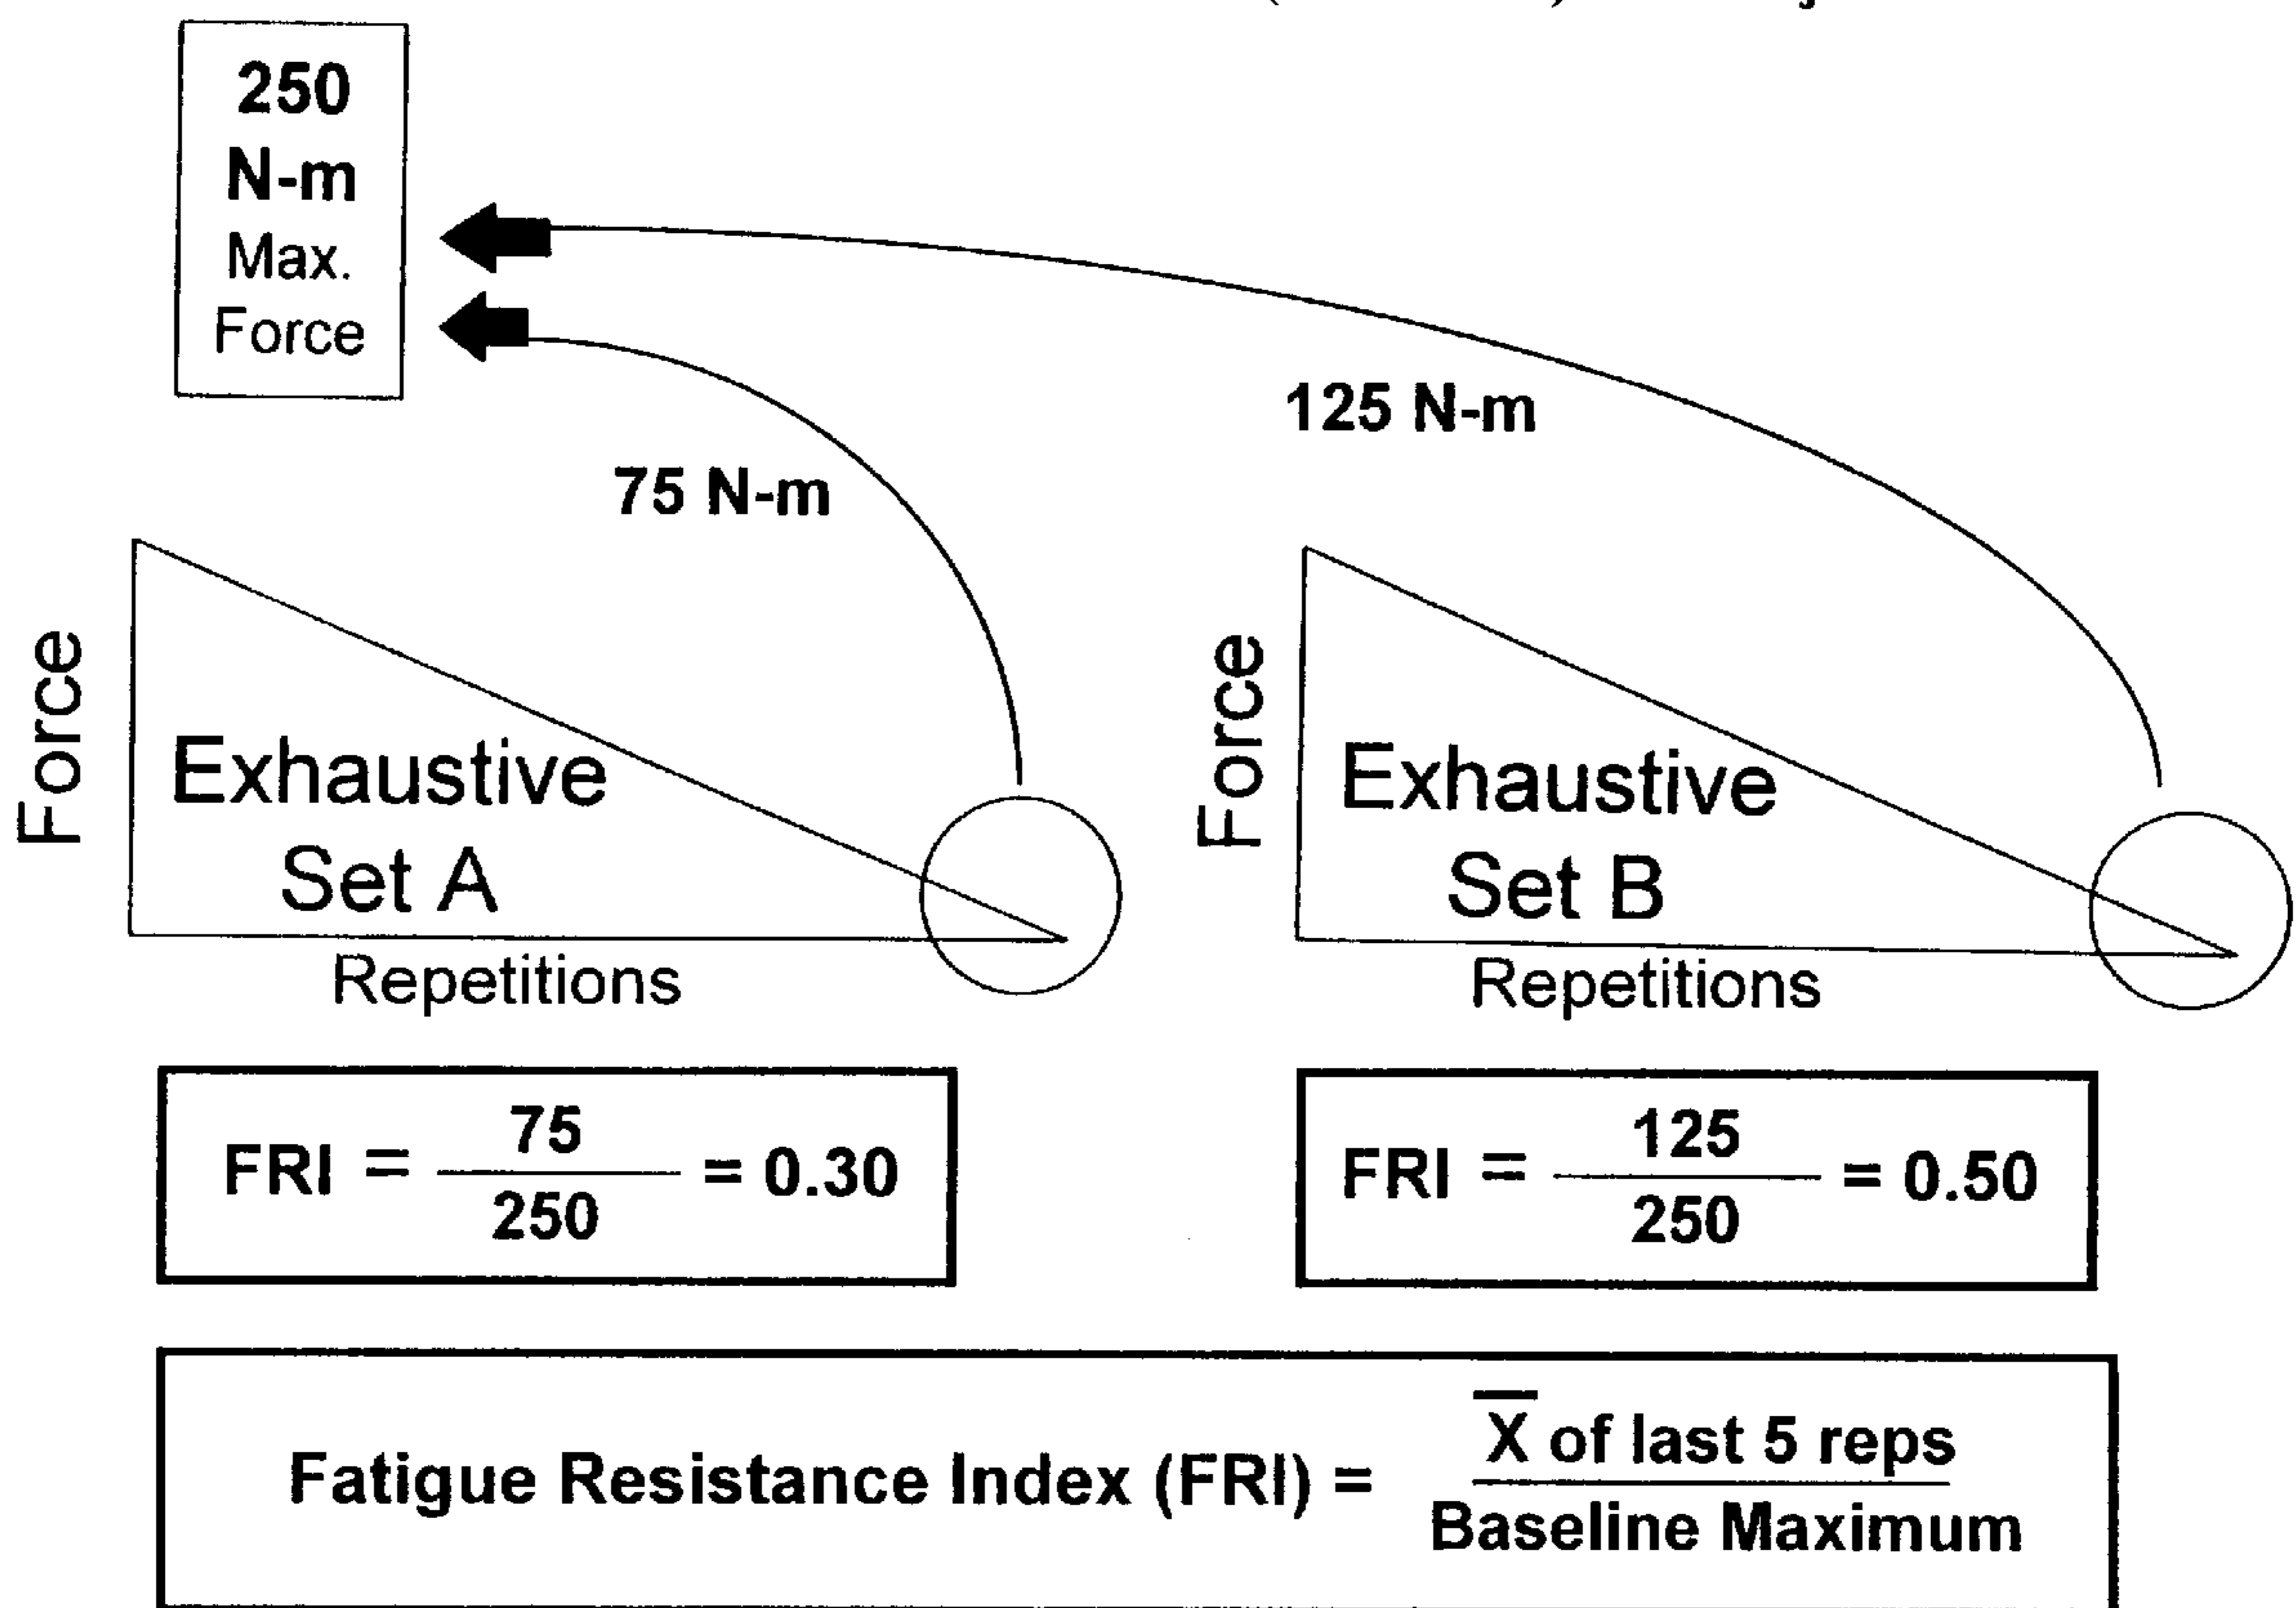 250
N-m
Max.
Force
125 N-m
75 N-m
Force
Exhaustive
Set A
Repetitions
Force
Exhaustive
Set B
Repetitions
FRI = 75 / 250 = 0.30
FRI = 125 / 250 = 0.50
Fatigue Resistance Index (FRI) = X̅ of last 5 reps / Baseline Maximum